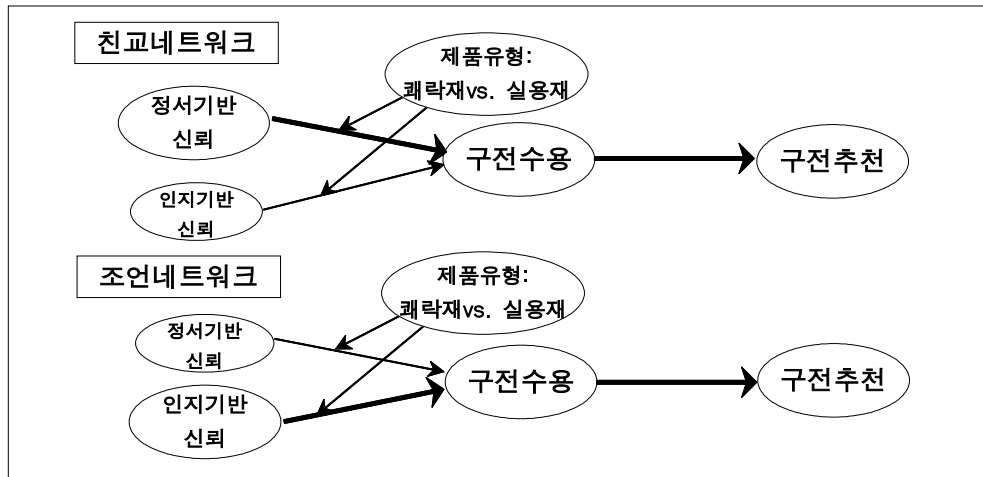 친교네트워크
제품유형:
쾌락재vs. 실용재
정서기반
신뢰
구전수용
구전추천
인지기반
신뢰
조언네트워크
제품유형:
쾌락재vs. 실용재
정서기반
신뢰
구전수용
구전추천
인지기반
신뢰